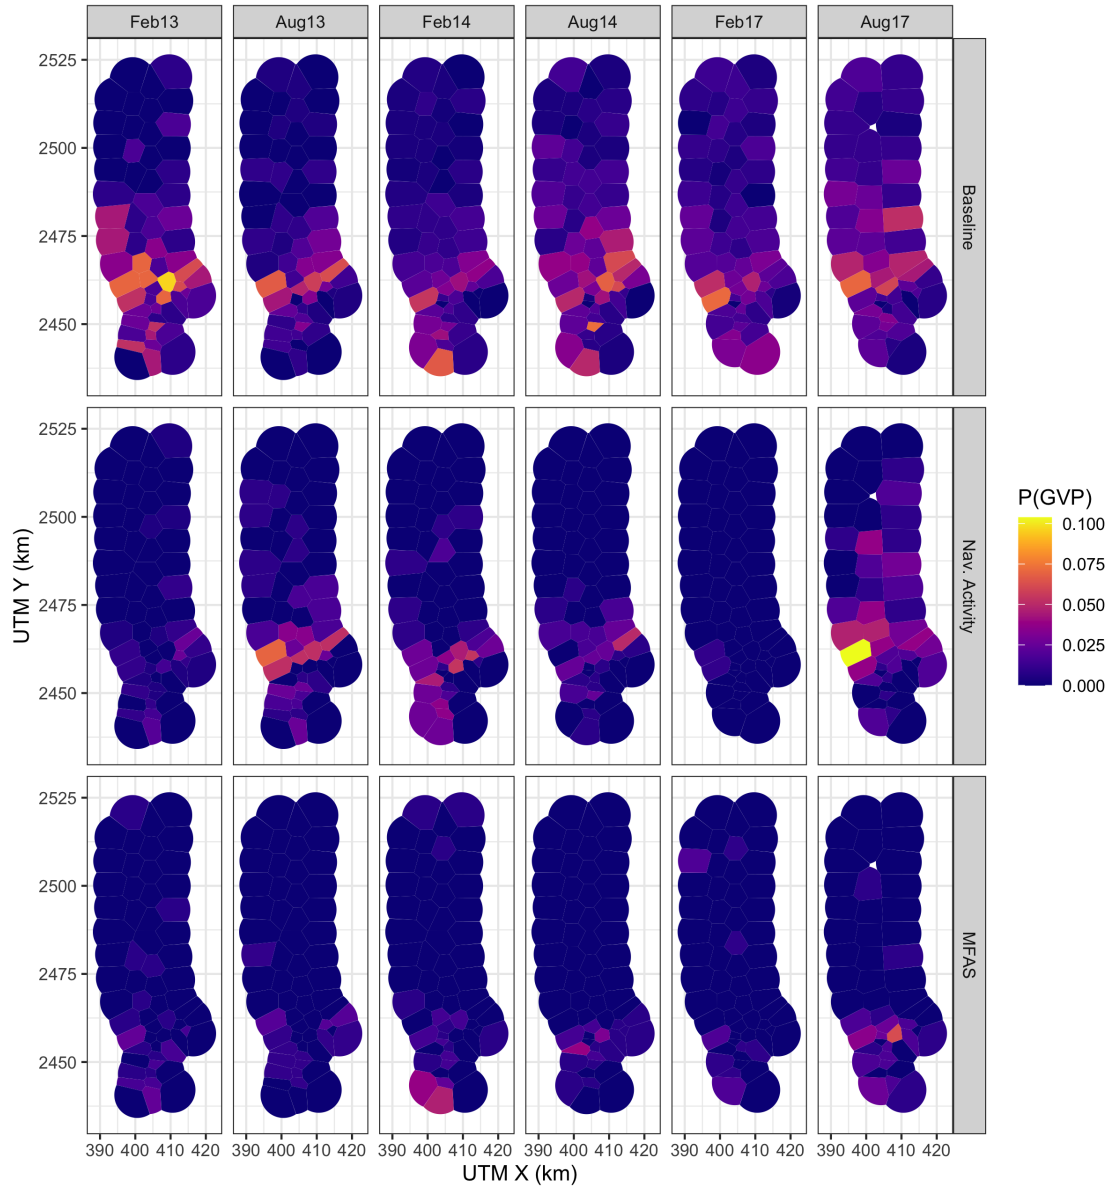 Feb13 Aug13 Feb14 Aug14 Feb17 Aug17
2525
2500
2475
2450
Baseline
2525
2500
2475
2450
Nav. Activity
2525
2500
2475
2450
MFAS
390 400 410 420 390 400 410 420 390 400 410 420 390 400 410 420 390 400 410 420 390 400 410 420
UTM X (km)
UTM Y (km)
P(GVP)
0.100
0.075
0.050
0.025
0.000